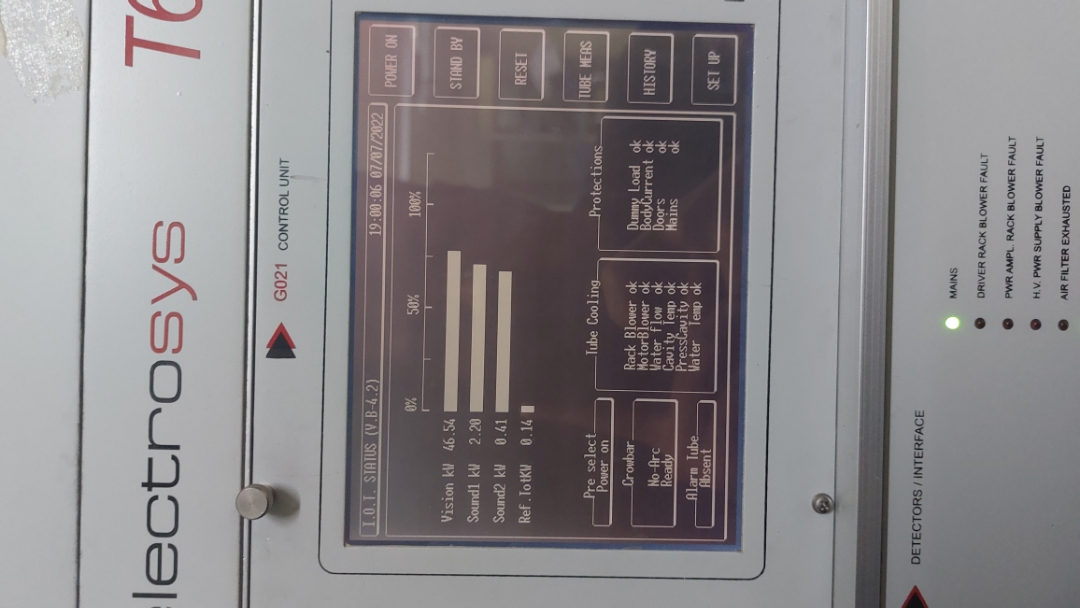 electrosys T6
G021 CONTROL UNIT
I.O.T. STATUS (V.B-4.2) 19:00:06 07/07/2022
0% 50% 100%
Vision kW 46.54
Sound1 kW 2.20
Sound2 kW 0.41
Ref.TotKW 0.14
Pre select
Power on
Crowbar
No-Arc
Ready
Alarm Tube
Absent
Tube Cooling
Rack Blower ok
MotorBlower ok
Water flow ok
Cavity Temp ok
PressCavity ok
Water Temp ok
Protections
Dummy Load ok
BodyCurrent ok
Doors ok
Mains ok
POWER ON
STAND BY
RESET
TUBE MEAS
HISTORY
SET UP
DETECTORS / INTERFACE
MAINS
DRIVER RACK BLOWER FAULT
PWR AMPL. RACK BLOWER FAULT
H.V. PWR SUPPLY BLOWER FAULT
AIR FILTER EXHAUSTED